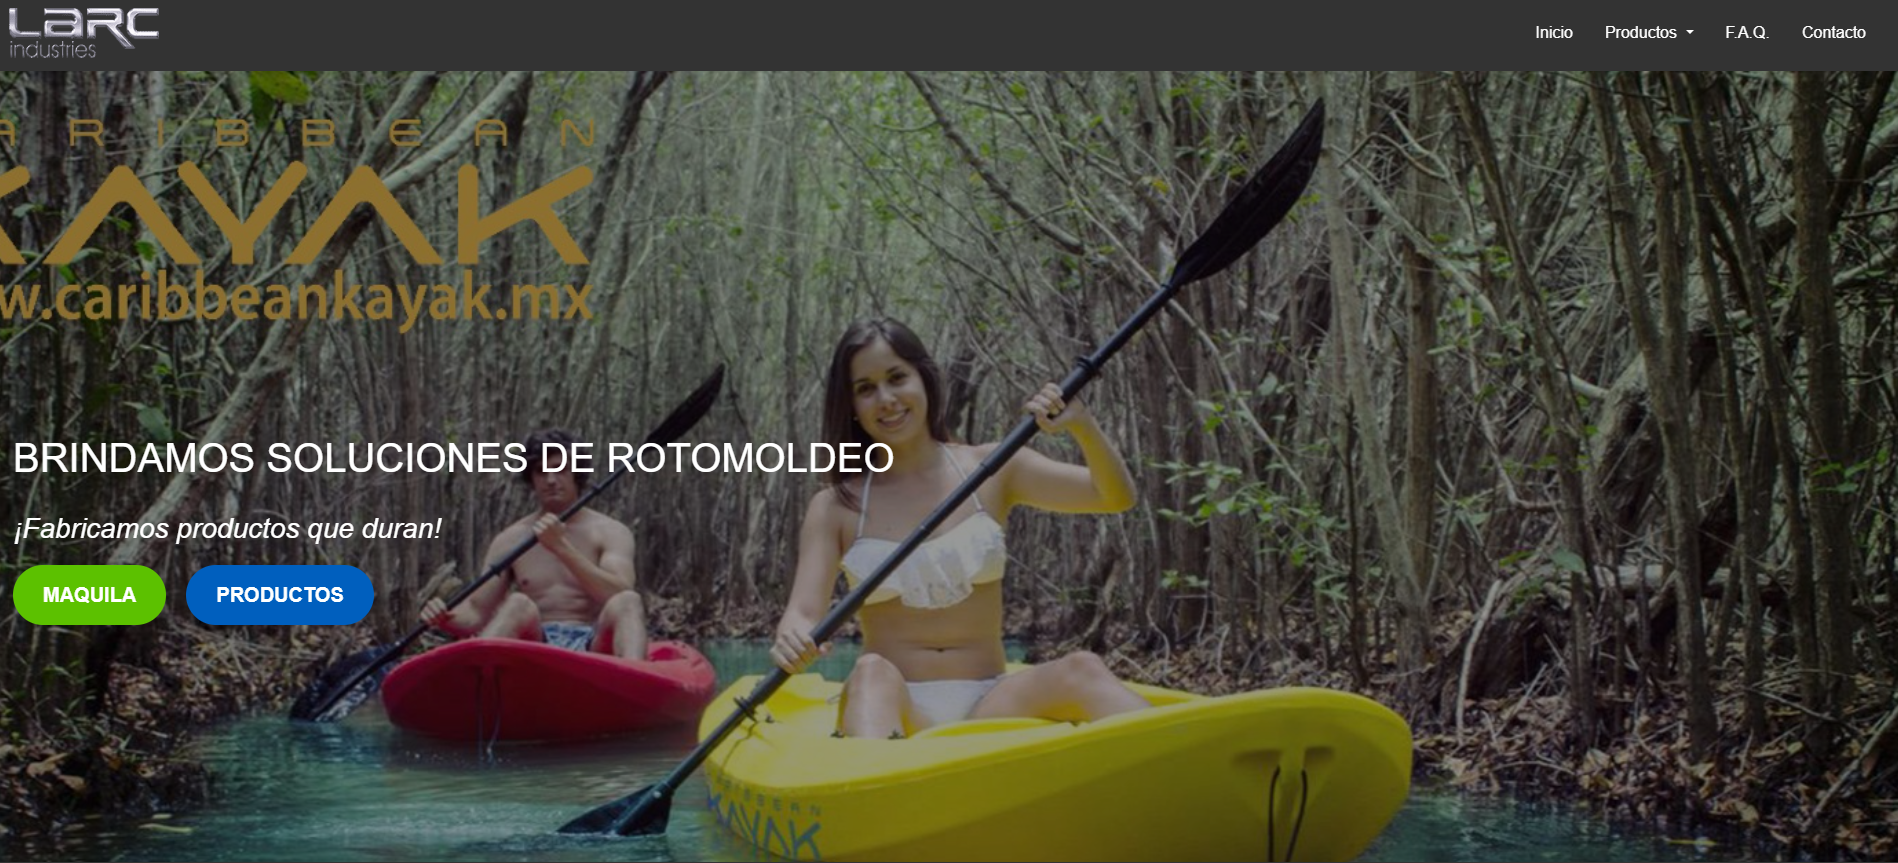 LARC
industries
Inicio
Productos
F.A.Q.
Contacto
ARIBBEAN
KAYAK
w.caribbeankayak.mx
BRINDAMOS SOLUCIONES DE ROTOMOLDEO
¡Fabricamos productos que duran!
MAQUILA
PRODUCTOS
CARIBBEAN
KAYAK